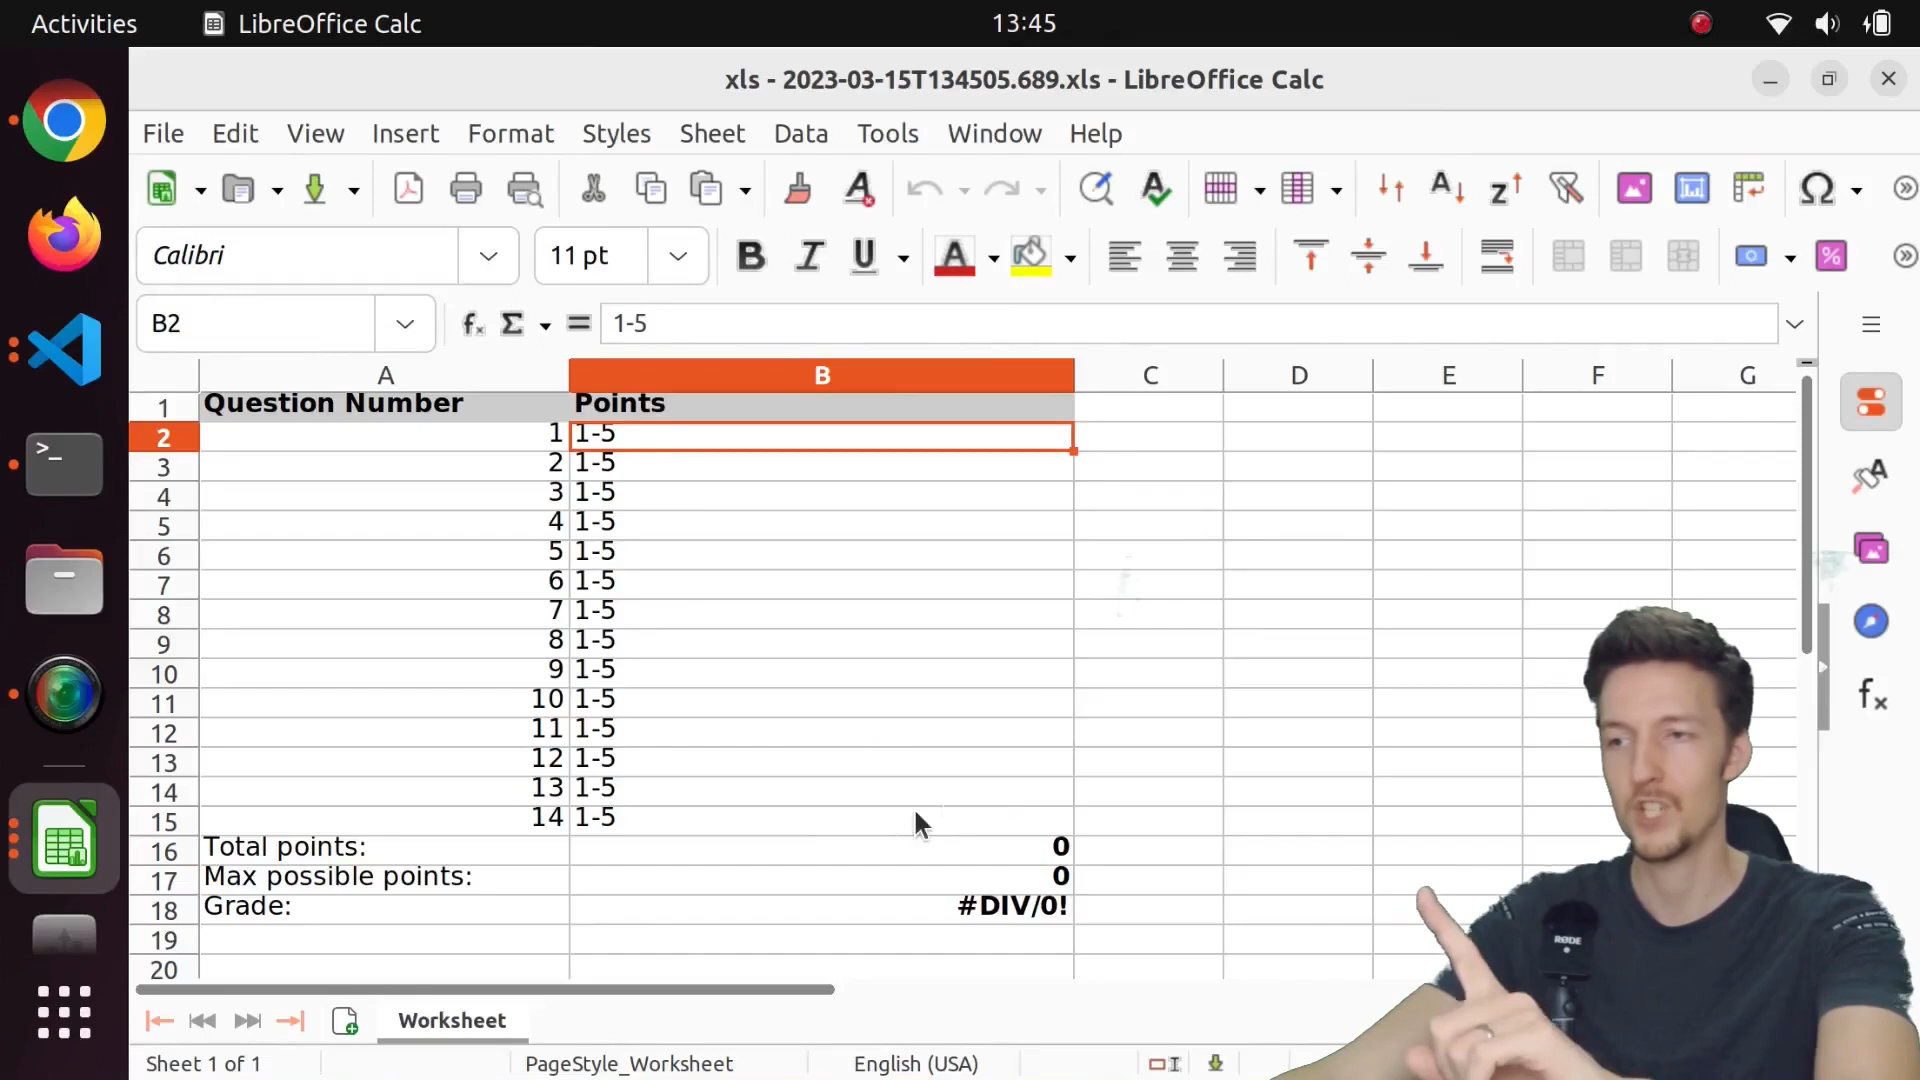 Activities LibreOffice Calc 13:45
xls - 2023-03-15T134505.689.xls - LibreOffice Calc
File Edit View Insert Format Styles Sheet Data Tools Window Help
Calibri 11 pt
B2 1-5
A B C D E F G
1 Question Number Points
2 1 1-5
3 2 1-5
4 3 1-5
5 4 1-5
6 5 1-5
7 6 1-5
8 7 1-5
9 8 1-5
10 9 1-5
11 10 1-5
12 11 1-5
13 12 1-5
14 13 1-5
15 14 1-5
16 Total points: 0
17 Max possible points: 0
18 Grade: #DIV/0!
19
20
RØDE
Worksheet
Sheet 1 of 1 PageStyle_Worksheet English (USA)